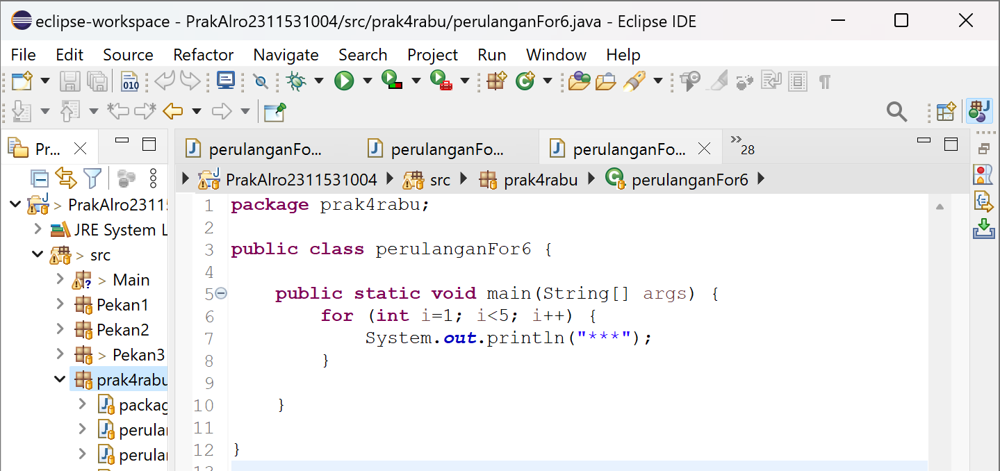 eclipse-workspace - PrakAlro2311531004/src/prak4rabu/perulanganFor6.java - Eclipse IDE
File Edit Source Refactor Navigate Search Project Run Window Help
010
Pr...
perulanganFo...
perulanganFo...
perulanganFo...
»28
PrakAlro2311531004 src prak4rabu perulanganFor6
> PrakAlro2311
JRE System L
> src
> Main
Pekan1
Pekan2
> Pekan3
prak4rabu
packag
perular
perular
1 package prak4rabu;
2
3 public class perulanganFor6 {
4
5 public static void main(String[] args) {
6 for (int i=1; i<5; i++) {
7 System.out.println("***");
8 }
9
10 }
11
12 }
13